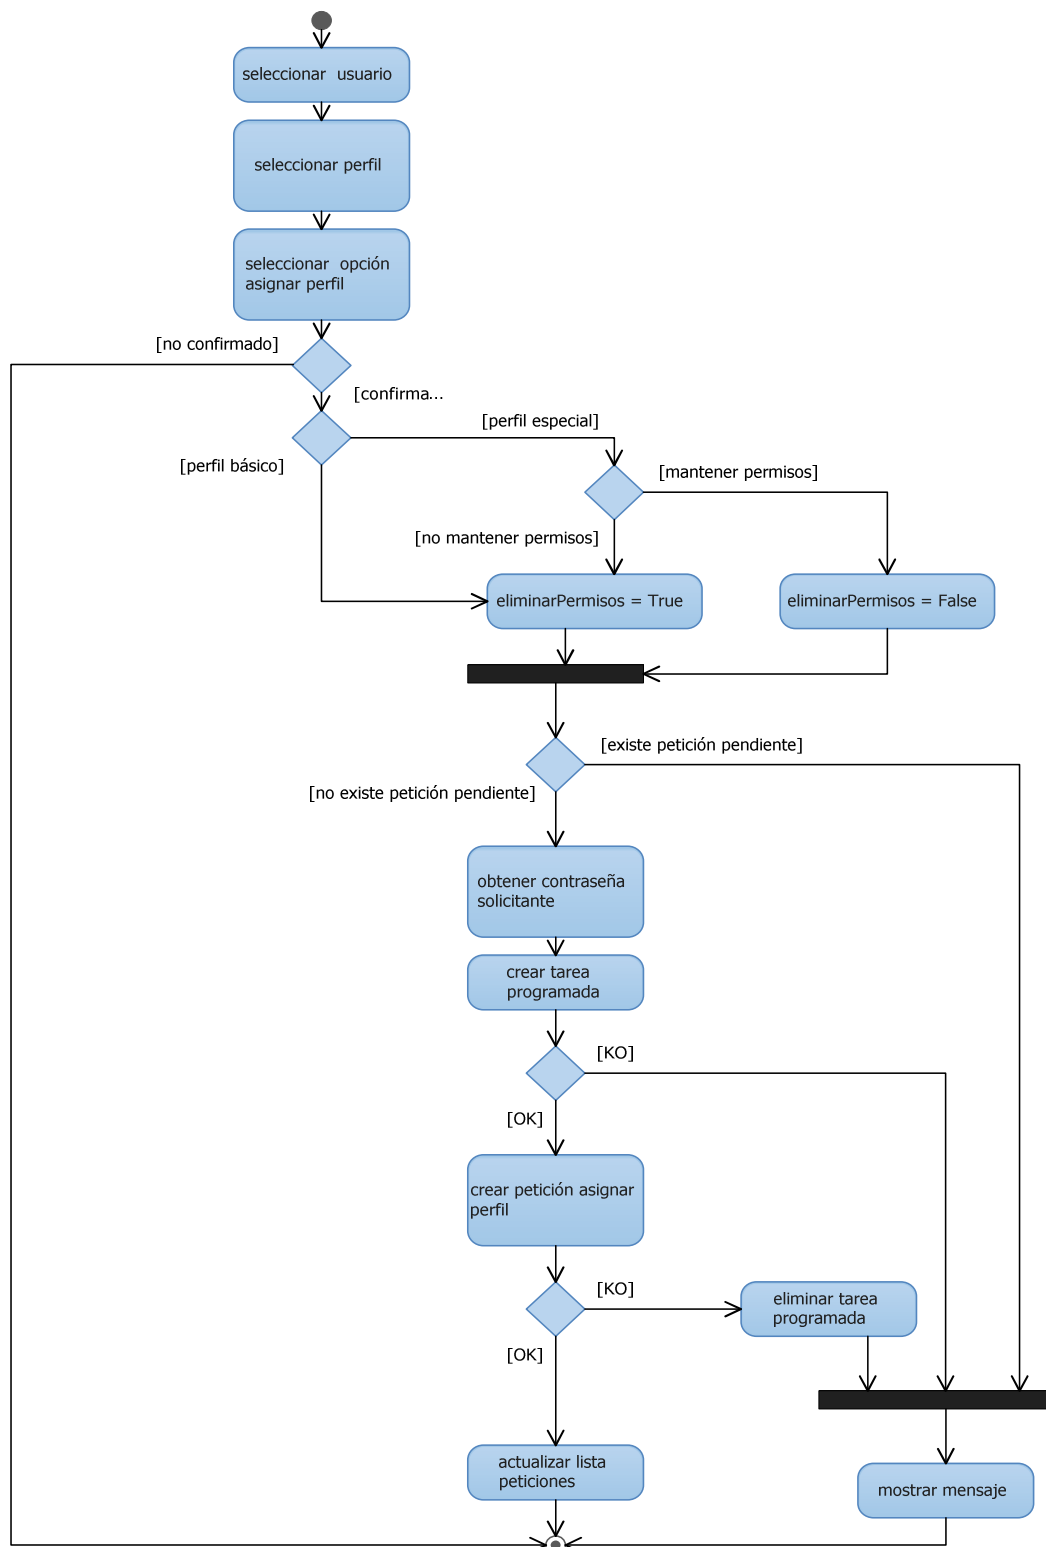 seleccionar  usuario
seleccionar perfil
seleccionar  opción
asignar perfil
[no confirmado]
[confirma...
[perfil especial]
[perfil básico]
[mantener permisos]
[no mantener permisos]
eliminarPermisos = True
eliminarPermisos = False
[existe petición pendiente]
[no existe petición pendiente]
obtener contraseña
solicitante
crear tarea
programada
[KO]
[OK]
crear petición asignar
perfil
[KO]
eliminar tarea
programada
[OK]
actualizar lista
peticiones
mostrar mensaje